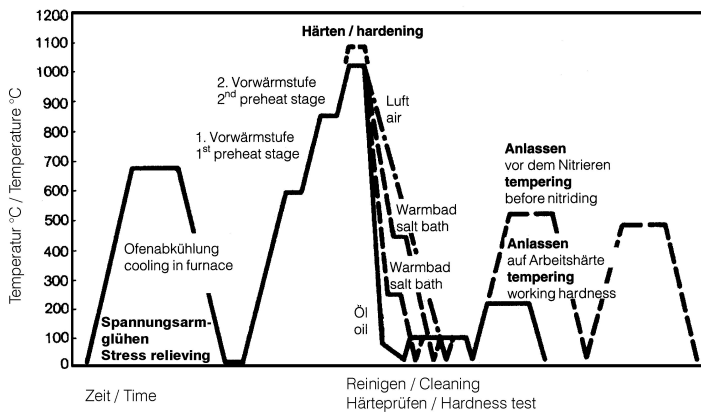 Temperatur °C / Temperature °C
1200
1100
1000
900
800
700
600
500
400
300
200
100
0
Härten / hardening
2. Vorwärmstufe
2nd preheat stage
1. Vorwärmstufe
1st preheat stage
Luft
air
Anlassen
vor dem Nitrieren
tempering
before nitriding
Warmbad
salt bath
Ofenabkühlung
cooling in furnace
Anlassen
auf Arbeitshärte
tempering
working hardness
Warmbad
salt bath
Öl
oil
Spannungsarm-
glühen
Stress relieving
Zeit / Time
Reinigen / Cleaning
Härteprüfen / Hardness test